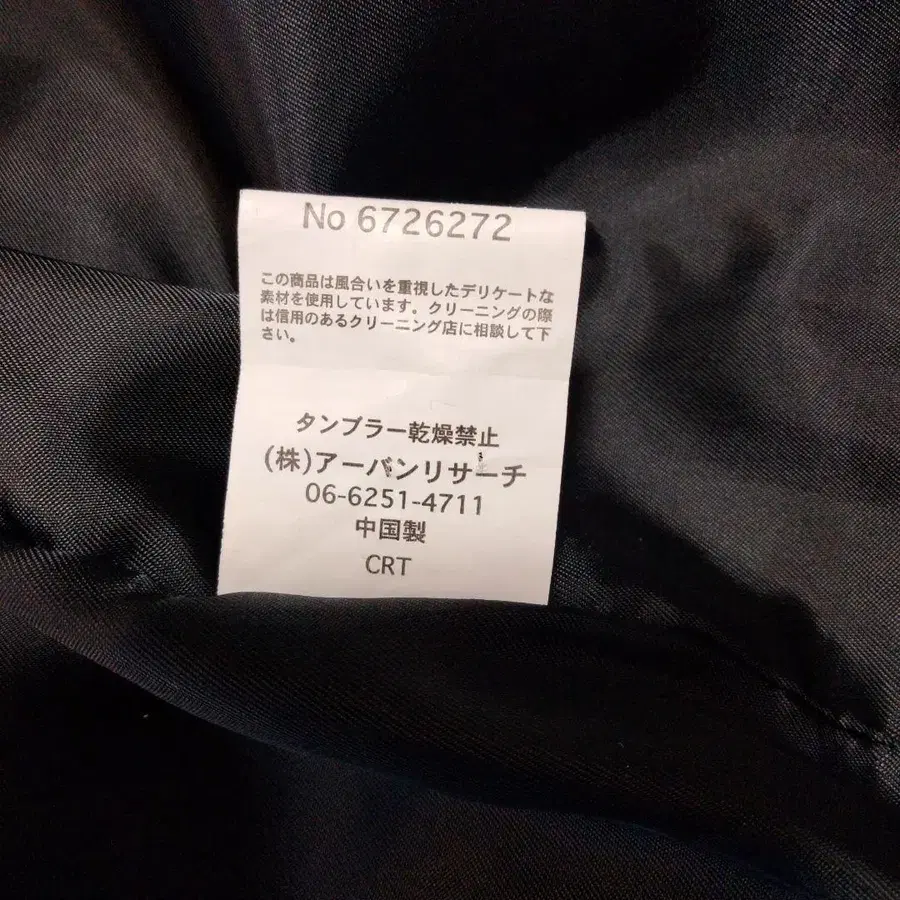 No 6726272
この商品は風合いを重視したデリケートな
素材を使用しています。クリーニングの際
は信用のあるクリーニング店に相談して下
さい。
タンブラー乾燥禁止
(株)アーバンリサーチ
06-6251-4711
中国製
CRT